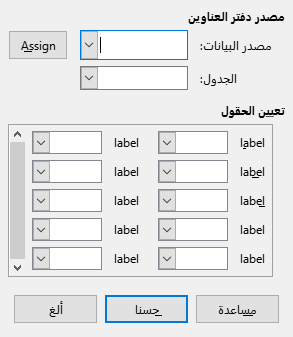 مصدر دفتر العناوين
مصدر البيانات: Assign
الجدول:
تعيين الحقول
label label
label label
label label
label label
label label
مساعدة حسنا ألغ